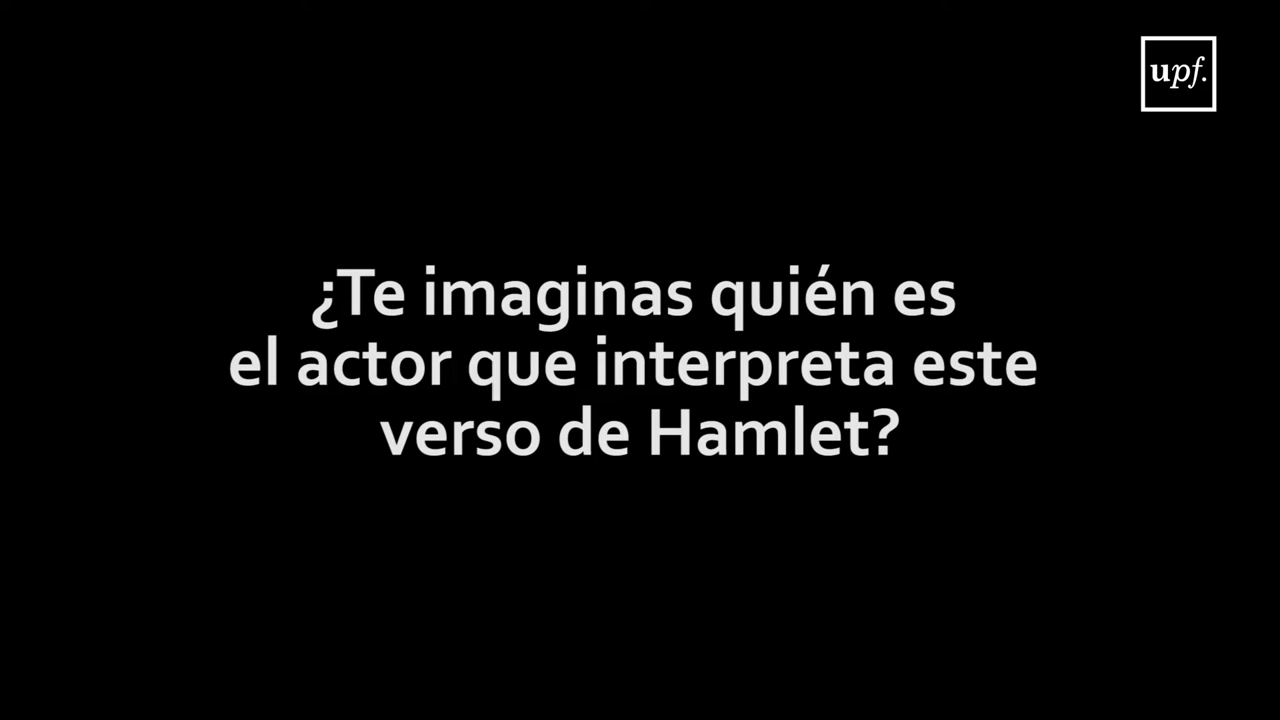 upf.
¿Te imaginas quién es
el actor que interpreta este
verso de Hamlet?